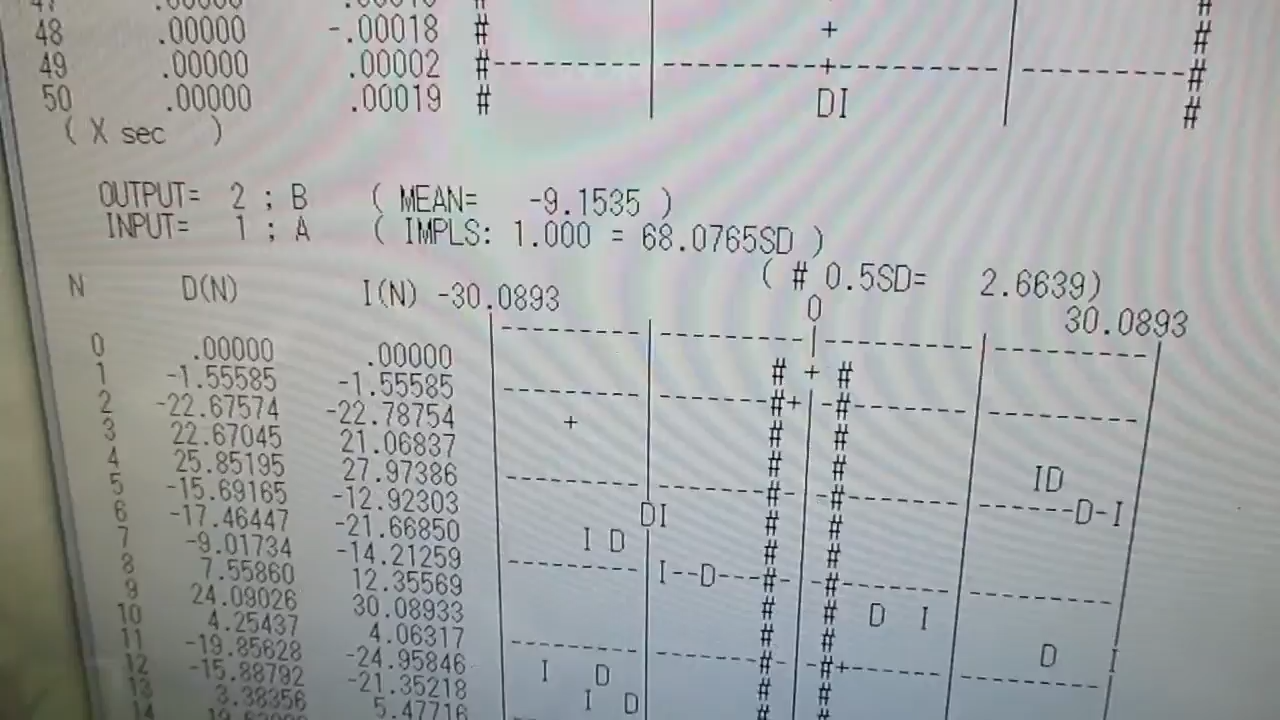 48 .00000 -.00018 # + #
49 .00000 .00002 #---------|----------+----------|----------#
50 .00000 .00019 # DI #
( X sec )
OUTPUT= 2 ; B ( MEAN= -9.1535 )
INPUT= 1 ; A ( IMPLS: 1.000 = 68.0765SD )
( # 0.5SD= 2.6639)
N D(N) I(N) -30.0893 0 30.0893
0 .00000 .00000 # + #
1 -1.55585 -1.55585 #+ -#
2 -22.67574 -22.78754 + # #
3 22.67045 21.06837 # # ID
4 25.85195 27.97386 # -# D-I
5 -15.69165 -12.92303 DI # #
6 -17.46447 -21.66850 I D # #
7 -9.01734 -14.21259 I--D---# -#
8 7.55860 12.35569 # # D I
9 24.09026 30.08933 # # D I
10 4.25437 4.06317 # -#+
11 -19.85628 -24.95846 I D # #
12 -15.88792 -21.35218 I D
13 3.38356 5.47716
14